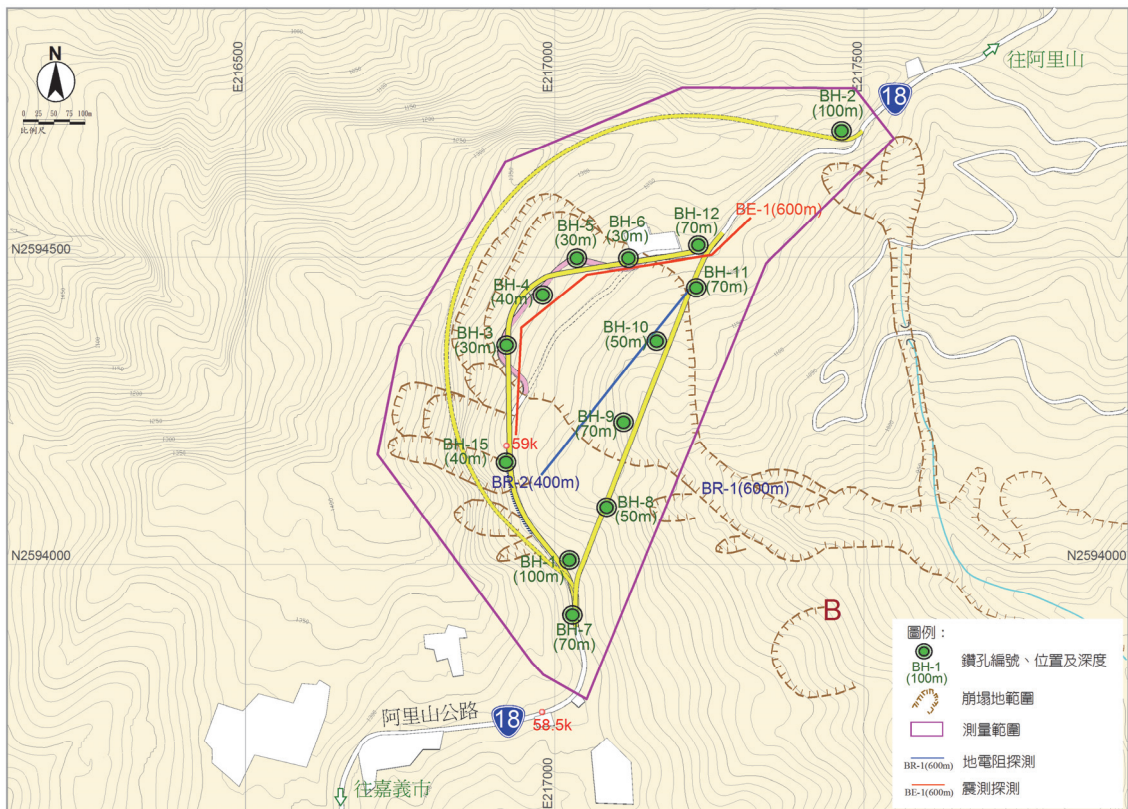 E216500
E217000
E217500
N
0 25 50 75 100m
比例尺
往阿里山
18
BH-2
(100m)
BH-12
(70m)
BE-1(600m)
BH-6
(30m)
BH-5
(30m)
N2594500
BH-11
(70m)
BH-4
(40m)
BH-10
(50m)
BH-3
(30m)
BH-9
(70m)
59k
BH-15
(40m)
BR-2(400m)
BR-1(600m)
BH-8
(50m)
N2594000
N2594000
BH-1
(100m)
B
BH-7
(70m)
阿里山公路
18
58.5k
往嘉義市
E217000
圖例：
BH-1
(100m)
鑽孔編號、位置及深度
崩塌地範圍
測量範圍
BR-1(600m) 地電阻探測
BE-1(600m) 震測探測